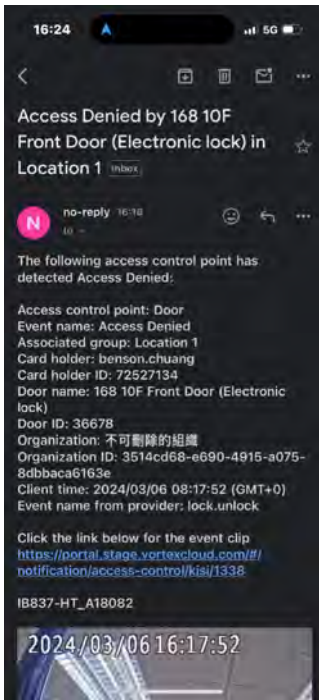 16:24
5G
Access Denied by 168 10F
Front Door (Electronic lock) in
Location 1 Inbox
N
no-reply 16:18
to
The following access control point has
detected Access Denied:
Access control point: Door
Event name: Access Denied
Associated group: Location 1
Card holder: benson.chuang
Card holder ID: 72527134
Door name: 168 10F Front Door (Electronic
lock)
Door ID: 36678
Organization: 不可刪除的組織
Organization ID: 3514cd68-e690-4915-a075-
8dbbaca6163e
Client time: 2024/03/06 08:17:52 (GMT+0)
Event name from provider: lock.unlock
Click the link below for the event clip
https://portal.stage.vortexcloud.com/#/
notification/access-control/kisi/1338
IB837-HT_A18082
2024/03/06 16:17:52